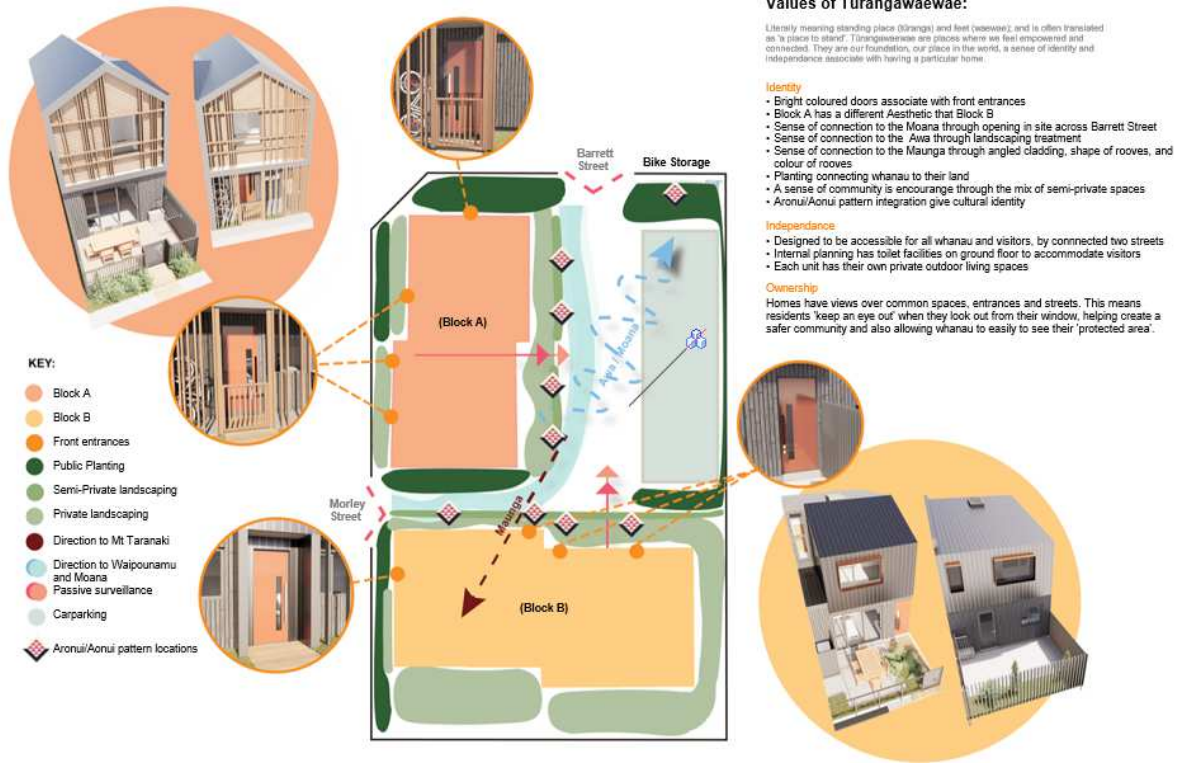 Values of Tūrangawaewae:
Literally meaning standing place (tūranga) and feet (waewae); and is often translated
as 'a place to stand'. Tūrangawaewae are places where we feel empowered and
connected. They are our foundation, our place in the world, a sense of identity and
independance associate with having a particular home.
Identity
• Bright coloured doors associate with front entrances
• Block A has a different Aesthetic that Block B
• Sense of connection to the Moana through opening in site across Barrett Street
• Sense of connection to the Awa through landscaping treatment
• Sense of connection to the Maunga through angled cladding, shape of rooves, and
colour of rooves
• Planting connecting whanau to their land
• A sense of community is encourange through the mix of semi-private spaces
• Aronui/Aonui pattern integration give cultural identity
Independance
• Designed to be accessible for all whanau and visitors, by connnected two streets
• Internal planning has toilet facilities on ground floor to accommodate visitors
• Each unit has their own private outdoor living spaces
Ownership
Homes have views over common spaces, entrances and streets. This means
residents 'keep an eye out' when they look out from their window, helping create a
safer community and also allowing whanau to easily to see their 'protected area'.
Barrett
Street
Bike Storage
(Block A)
Awa / Moana
Morley
Street
Maunga
(Block B)
KEY:
Block A
Block B
Front entrances
Public Planting
Semi-Private landscaping
Private landscaping
Direction to Mt Taranaki
Direction to Waipounamu
and Moana
Passive surveillance
Carparking
Aronui/Aonui pattern locations